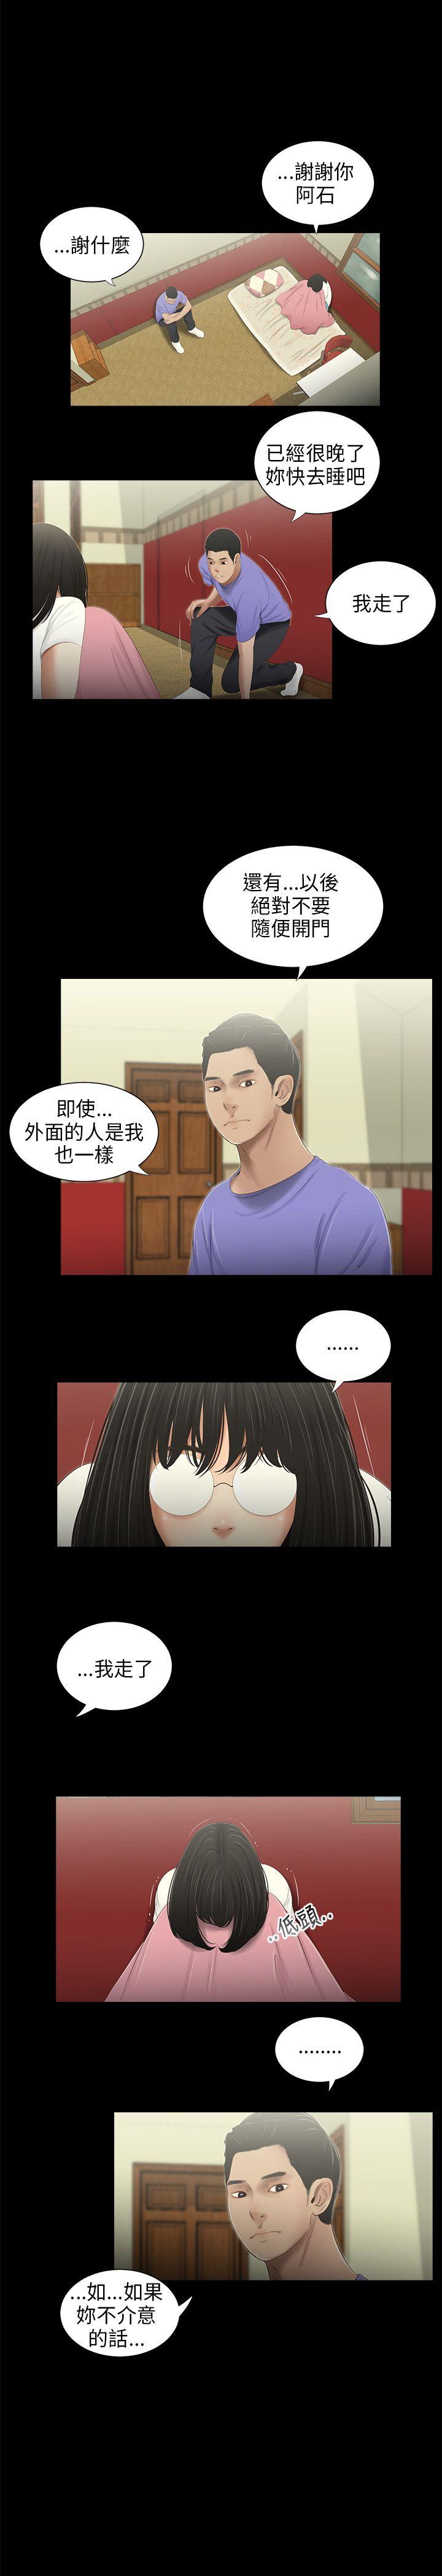 ...謝謝你
阿石
...謝什麼
已經很晚了
妳快去睡吧
我走了
還有...以後
絕對不要
隨便開門
即使...
外面的人是我
也一樣
......
...我走了
..低頭..
........
...如...如果
妳不介意
的話...